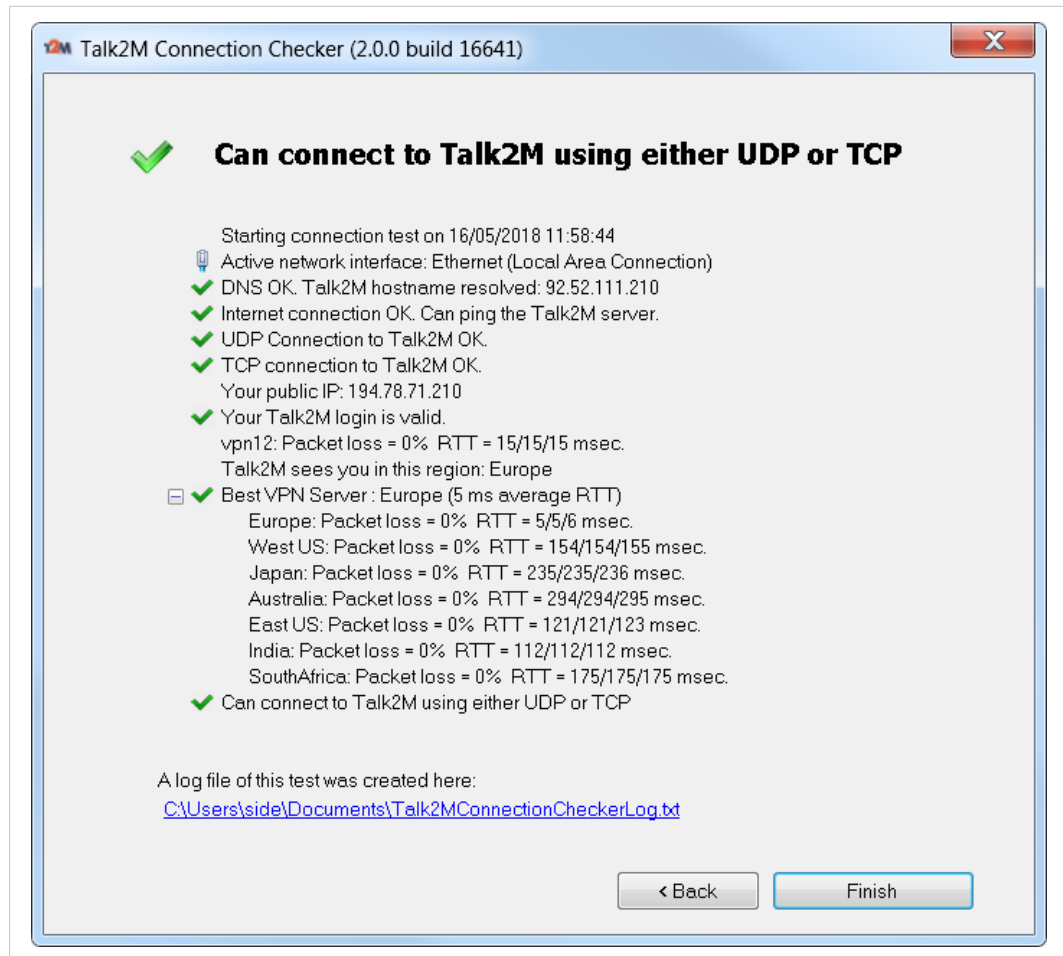 T2M Talk2M Connection Checker (2.0.0 build 16641)
Can connect to Talk2M using either UDP or TCP
Starting connection test on 16/05/2018 11:58:44
Active network interface: Ethernet (Local Area Connection)
DNS OK. Talk2M hostname resolved: 92.52.111.210
Internet connection OK. Can ping the Talk2M server.
UDP Connection to Talk2M OK.
TCP connection to Talk2M OK.
Your public IP: 194.78.71.210
Your Talk2M login is valid.
vpn12: Packet loss = 0% RTT = 15/15/15 msec.
Talk2M sees you in this region: Europe
Best VPN Server : Europe (5 ms average RTT)
Europe: Packet loss = 0% RTT = 5/5/6 msec.
West US: Packet loss = 0% RTT = 154/154/155 msec.
Japan: Packet loss = 0% RTT = 235/235/236 msec.
Australia: Packet loss = 0% RTT = 294/294/295 msec.
East US: Packet loss = 0% RTT = 121/121/123 msec.
India: Packet loss = 0% RTT = 112/112/112 msec.
SouthAfrica: Packet loss = 0% RTT = 175/175/175 msec.
Can connect to Talk2M using either UDP or TCP
A log file of this test was created here:
C:\Users\side\Documents\Talk2MConnectionCheckerLog.txt
< Back Finish